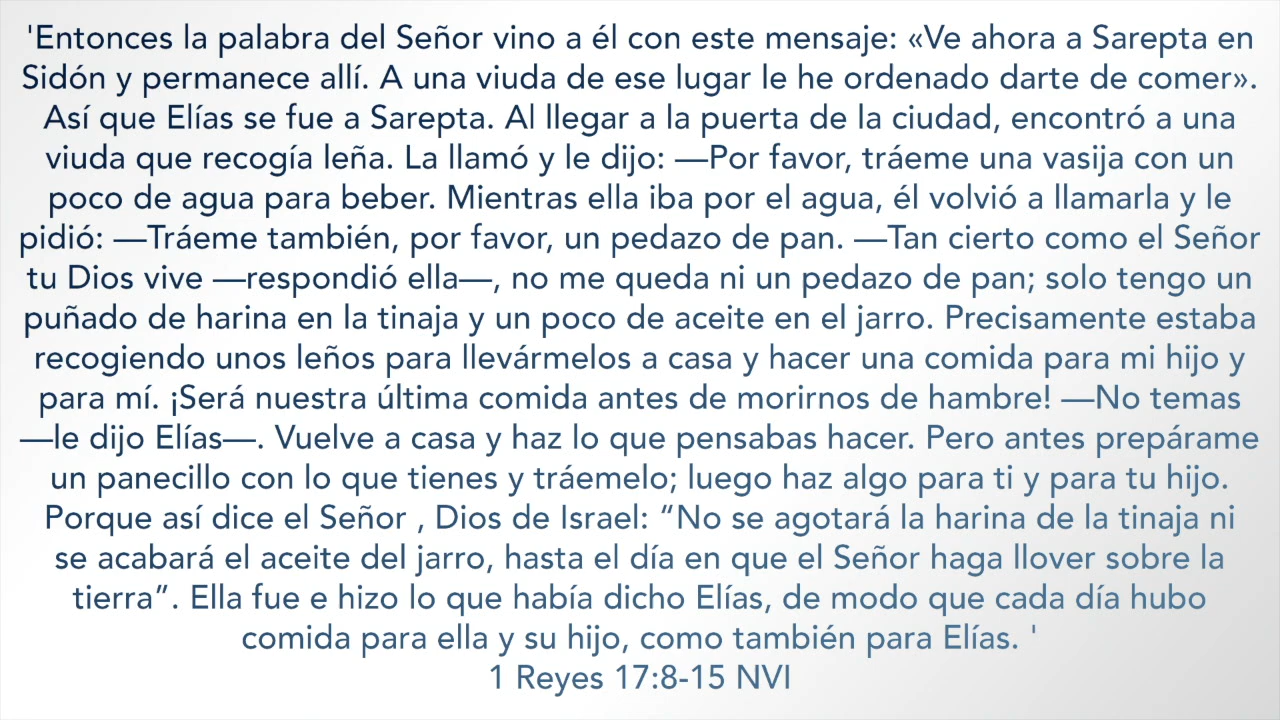 'Entonces la palabra del Señor vino a él con este mensaje: «Ve ahora a Sarepta en
Sidón y permanece allí. A una viuda de ese lugar le he ordenado darte de comer».
Así que Elías se fue a Sarepta. Al llegar a la puerta de la ciudad, encontró a una
viuda que recogía leña. La llamó y le dijo: —Por favor, tráeme una vasija con un
poco de agua para beber. Mientras ella iba por el agua, él volvió a llamarla y le
pidió: —Tráeme también, por favor, un pedazo de pan. —Tan cierto como el Señor
tu Dios vive —respondió ella—, no me queda ni un pedazo de pan; solo tengo un
puñado de harina en la tinaja y un poco de aceite en el jarro. Precisamente estaba
recogiendo unos leños para llevármelos a casa y hacer una comida para mi hijo y
para mí. ¡Será nuestra última comida antes de morirnos de hambre! —No temas
—le dijo Elías—. Vuelve a casa y haz lo que pensabas hacer. Pero antes prepárame
un panecillo con lo que tienes y tráemelo; luego haz algo para ti y para tu hijo.
Porque así dice el Señor , Dios de Israel: “No se agotará la harina de la tinaja ni
se acabará el aceite del jarro, hasta el día en que el Señor haga llover sobre la
tierra”. Ella fue e hizo lo que había dicho Elías, de modo que cada día hubo
comida para ella y su hijo, como también para Elías. '
1 Reyes 17:8-15 NVI